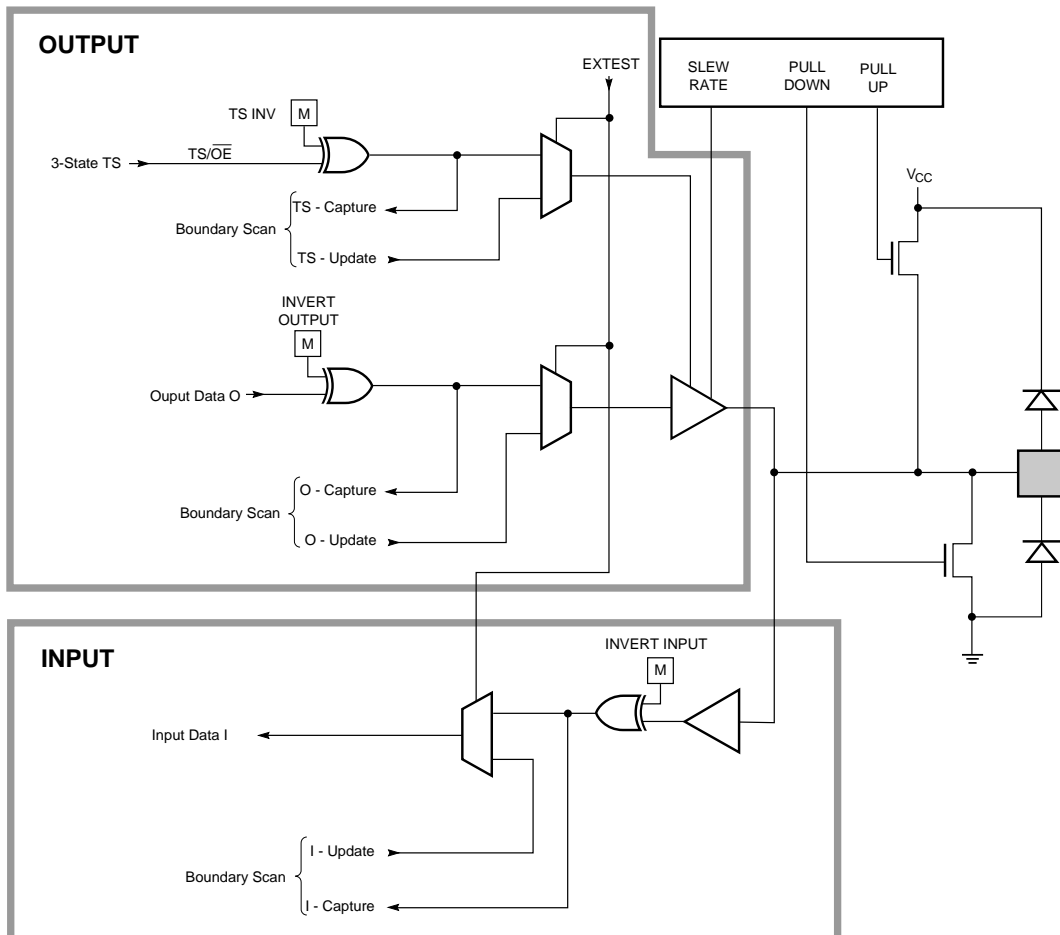 OUTPUT
EXTEST
SLEW
RATE
PULL
DOWN
PULL
UP
TS INV
M
3-State TS
TS/OE
VCC
TS - Capture
Boundary Scan
TS - Update
INVERT
OUTPUT
M
Ouput Data O
O - Capture
Boundary Scan
O - Update
INPUT
INVERT INPUT
M
Input Data I
I - Update
Boundary Scan
I - Capture